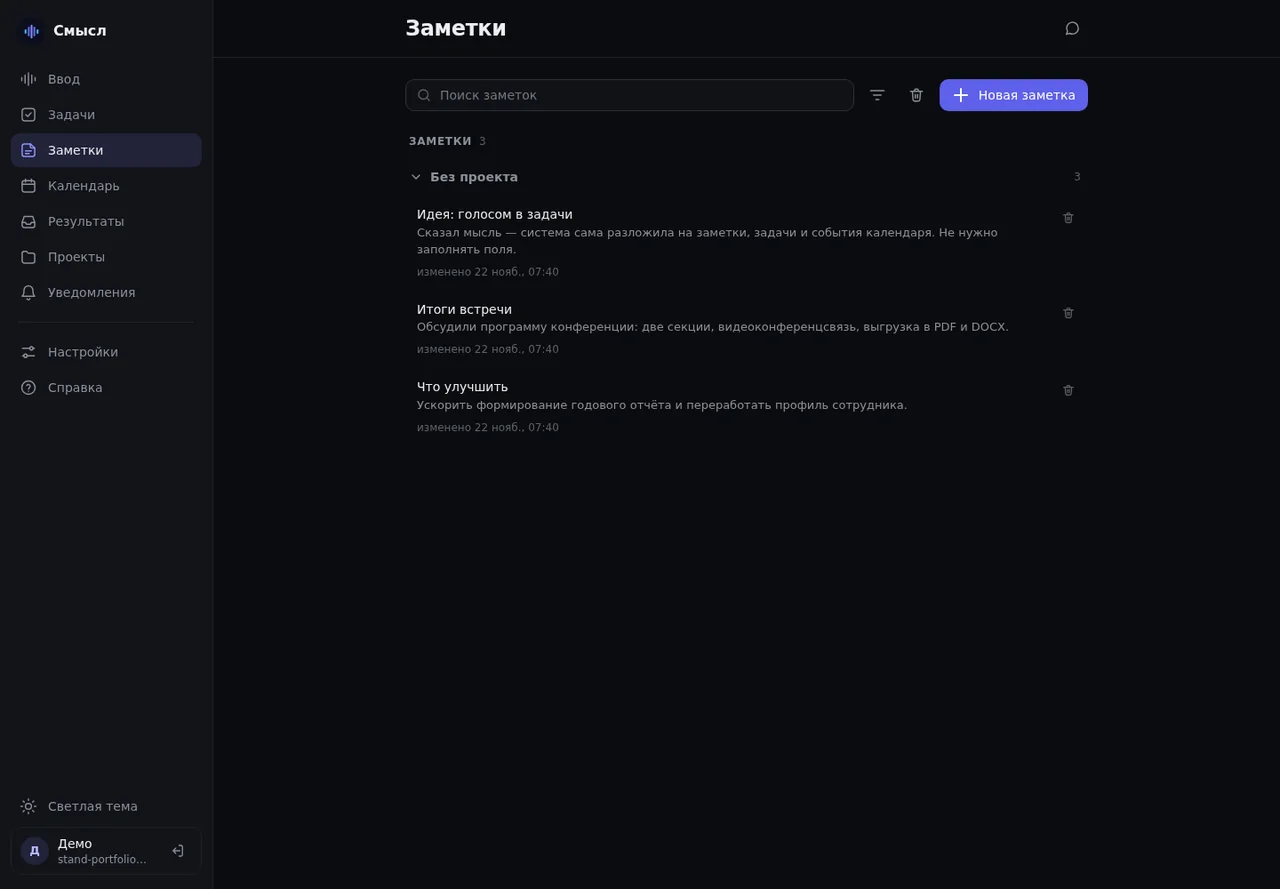 Смысл
Ввод
Задачи
Заметки
Календарь
Результаты
Проекты
Уведомления
Настройки
Справка
Светлая тема
Д
Демо
stand-portfolio…
Заметки
Поиск заметок
Новая заметка
ЗАМЕТКИ 3
Без проекта 3
Идея: голосом в задачи
Сказал мысль — система сама разложила на заметки, задачи и события календаря. Не нужно
заполнять поля.
изменено 22 нояб., 07:40
Итоги встречи
Обсудили программу конференции: две секции, видеоконференцсвязь, выгрузка в PDF и DOCX.
изменено 22 нояб., 07:40
Что улучшить
Ускорить формирование годового отчёта и переработать профиль сотрудника.
изменено 22 нояб., 07:40